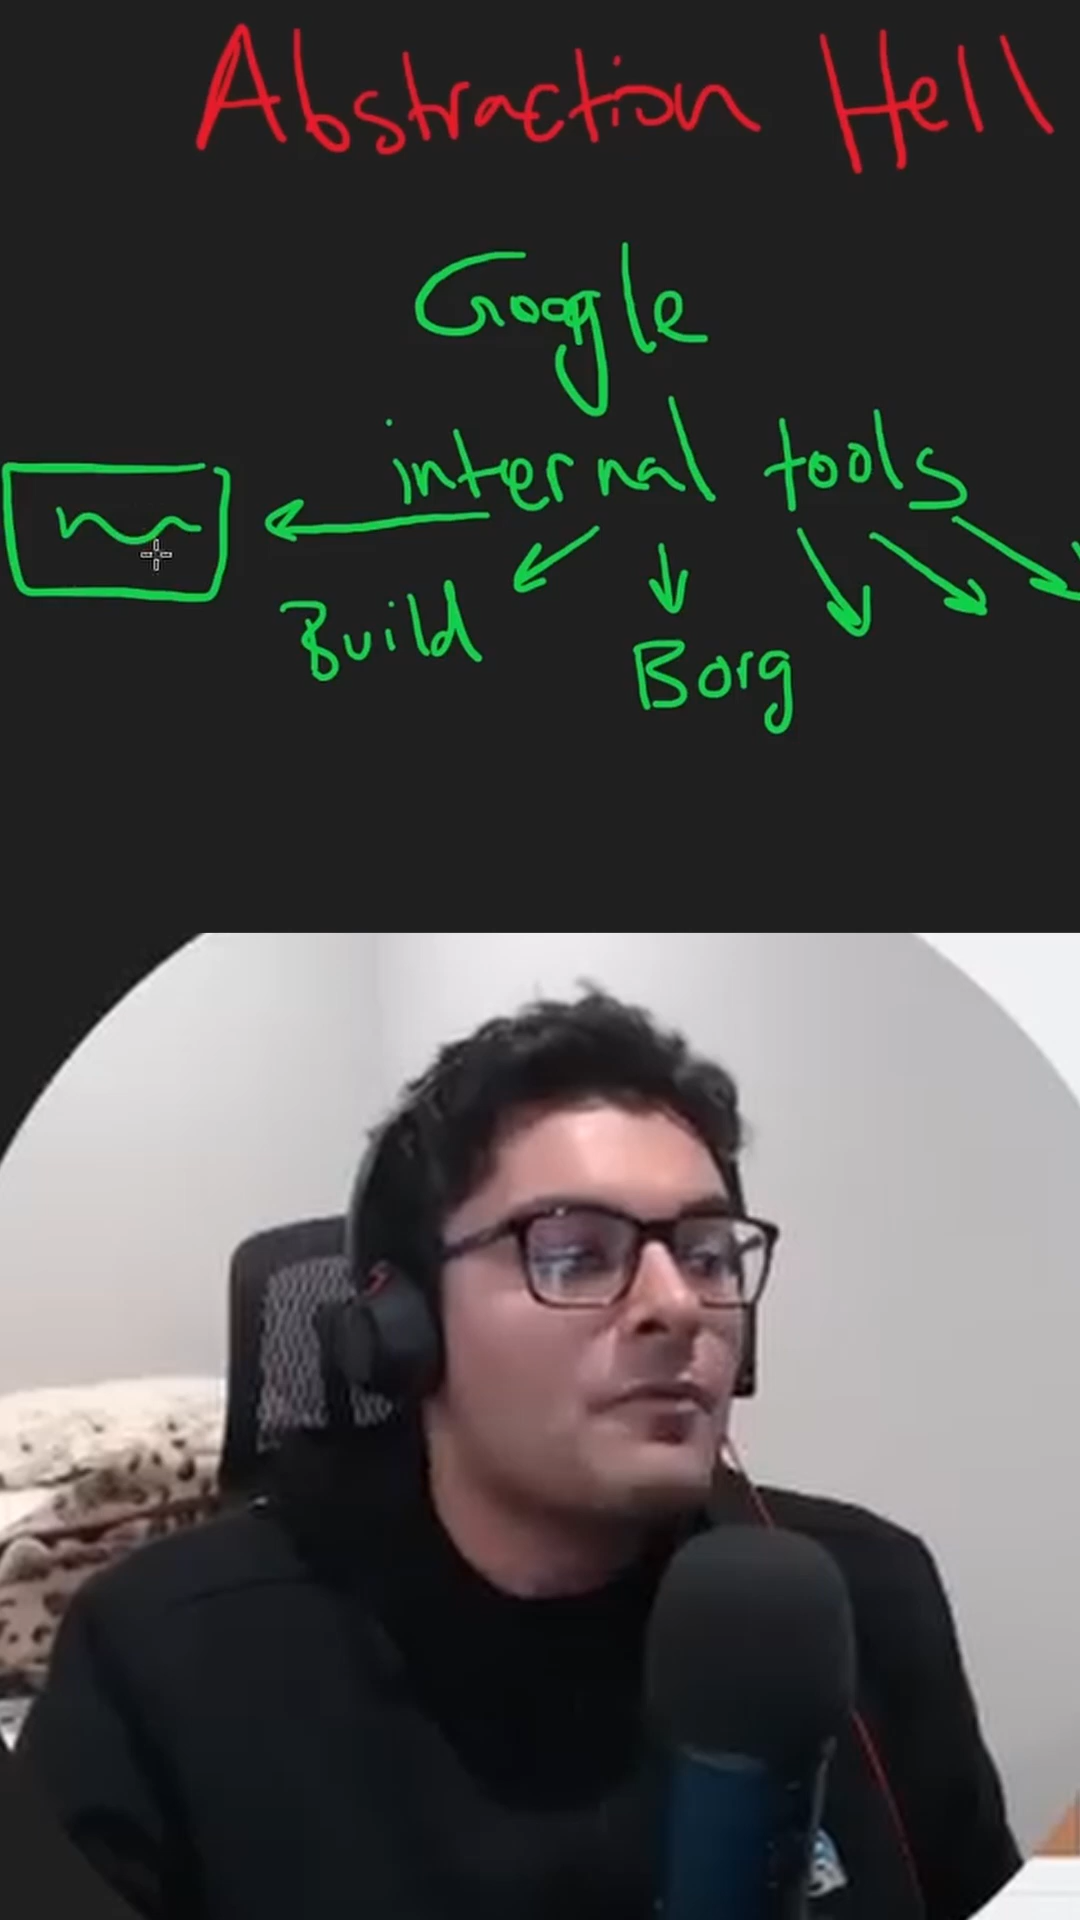 Abstraction Hell
Google
internal tools
Build
Borg